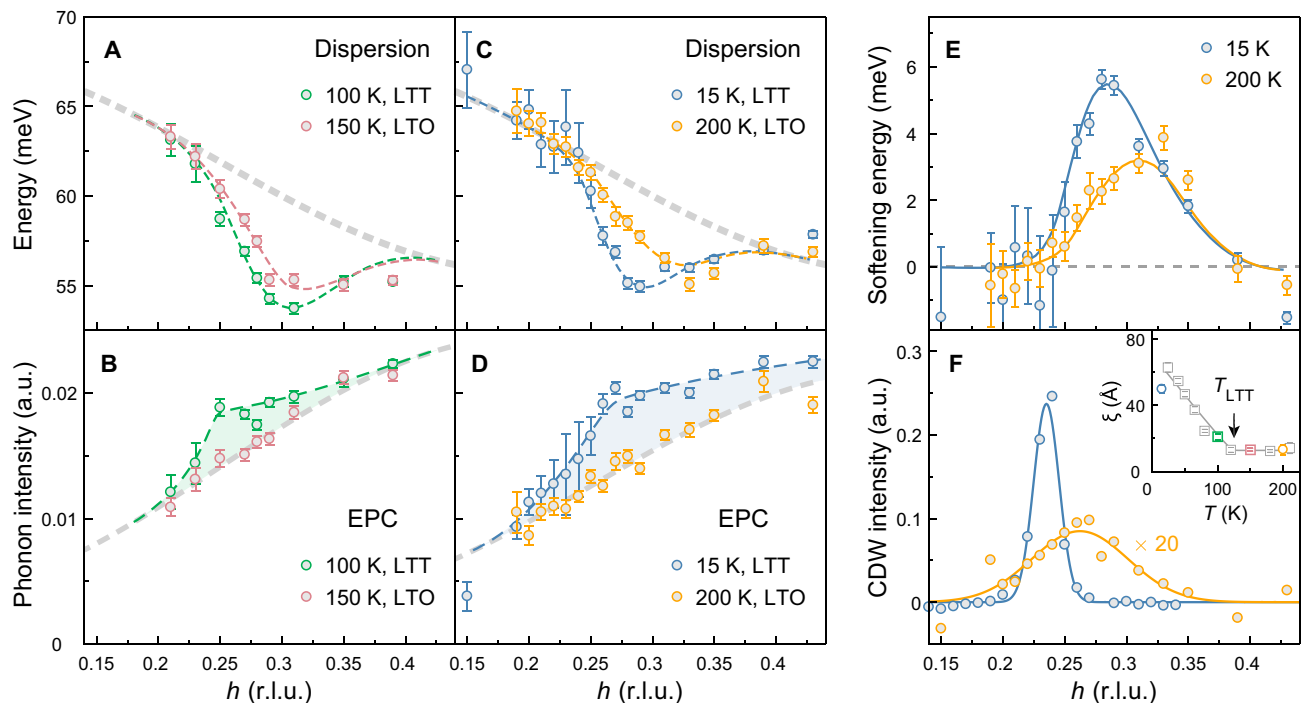 A
Dispersion
100 K, LTT
150 K, LTO
Energy (meV)
70
65
60
55
C
Dispersion
15 K, LTT
200 K, LTO
E
15 K
200 K
Softening energy (meV)
6
4
2
0
B
EPC
100 K, LTT
150 K, LTO
Phonon intensity (a.u.)
0.02
0.01
0
0.15 0.2 0.25 0.3 0.35 0.4
h (r.l.u.)
D
EPC
15 K, LTT
200 K, LTO
0.15 0.2 0.25 0.3 0.35 0.4
h (r.l.u.)
F
CDW intensity (a.u.)
0.3
0.2
0.1
0
× 20
0.15 0.2 0.25 0.3 0.35 0.4
h (r.l.u.)
ξ (Å)
80
40
0
TLTT
0 100 200
T (K)